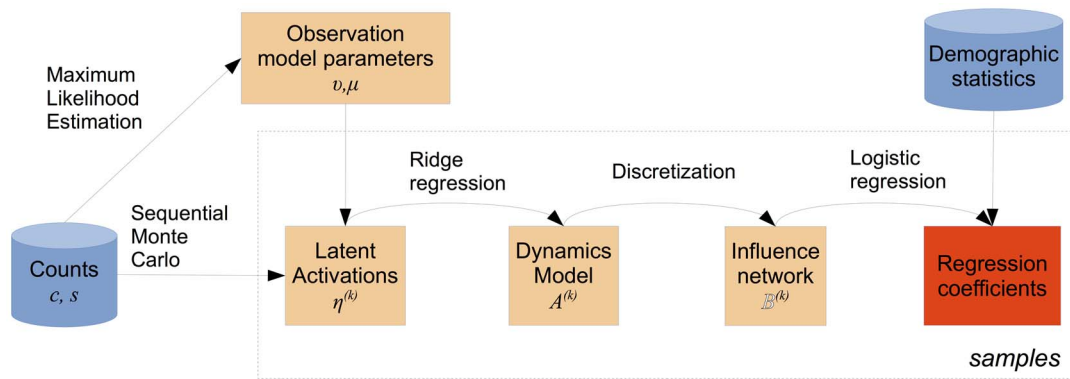 Observation
model parameters
υ,μ
Demographic
statistics
Maximum
Likelihood
Estimation
Ridge
regression
Discretization
Logistic
regression
Sequential
Monte
Carlo
Counts
c, s
Latent
Activations
η(k)
Dynamics
Model
A(k)
Influence
network
𝔹(k)
Regression
coefficients
samples